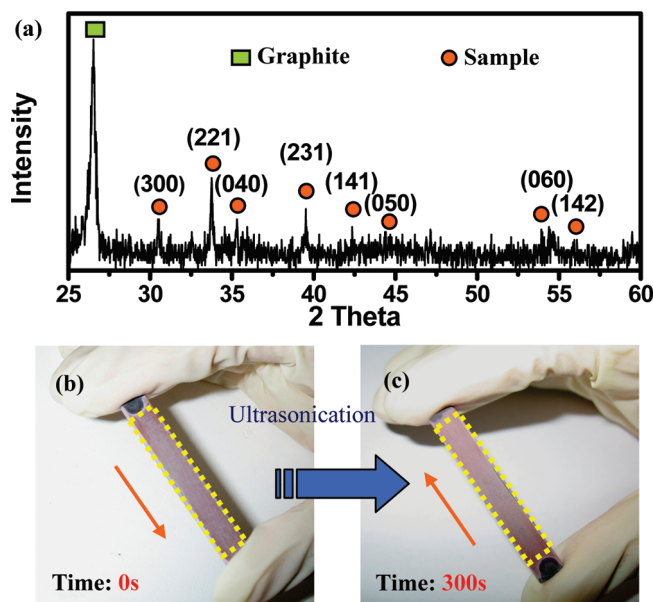 (a)
Graphite
Sample
Intensity
(300)
(221)
(040)
(231)
(141)
(050)
(060)
(142)
25 30 35 40 45 50 55 60
2 Theta
(b)
Ultrasonication
(c)
Time: 0s
Time: 300s